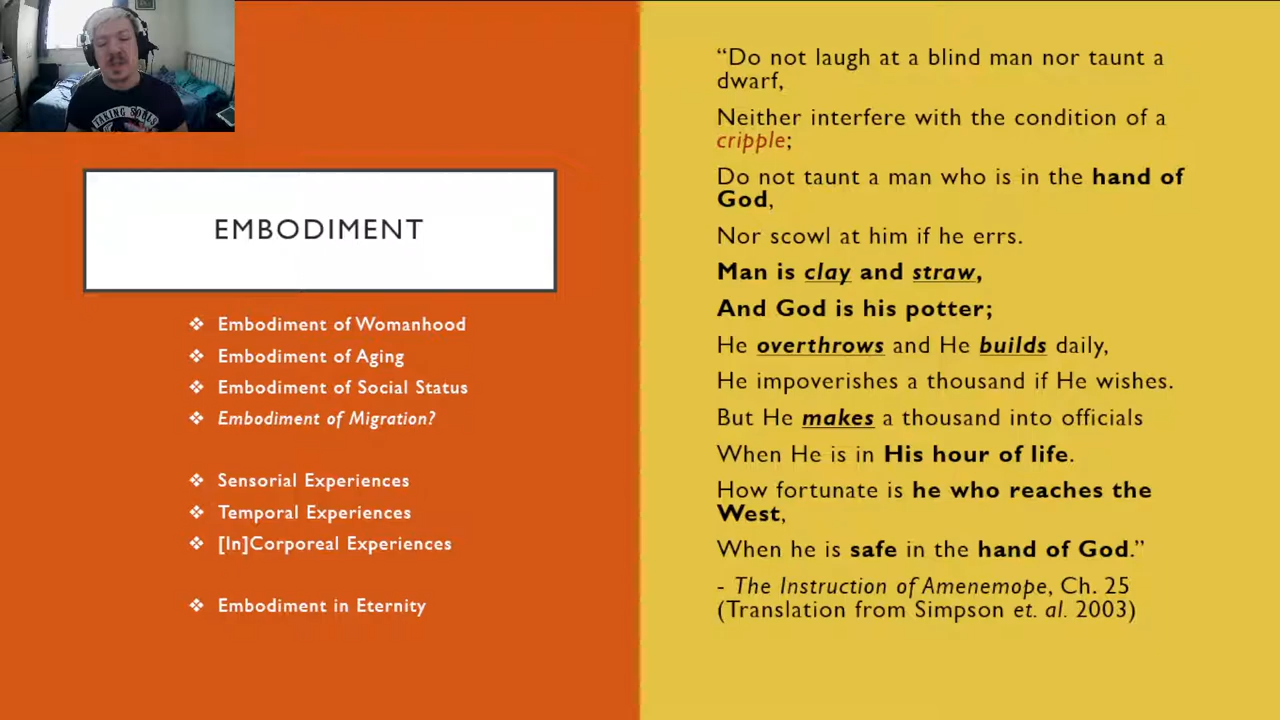 TAKING SOULS
EMBODIMENT
❖ Embodiment of Womanhood
❖ Embodiment of Aging
❖ Embodiment of Social Status
❖ Embodiment of Migration?
❖ Sensorial Experiences
❖ Temporal Experiences
❖ [In]Corporeal Experiences
❖ Embodiment in Eternity
“Do not laugh at a blind man nor taunt a
dwarf,
Neither interfere with the condition of a
cripple;
Do not taunt a man who is in the hand of
God,
Nor scowl at him if he errs.
Man is clay and straw,
And God is his potter;
He overthrows and He builds daily,
He impoverishes a thousand if He wishes.
But He makes a thousand into officials
When He is in His hour of life.
How fortunate is he who reaches the
West,
When he is safe in the hand of God.”
- The Instruction of Amenemope, Ch. 25
(Translation from Simpson et. al. 2003)